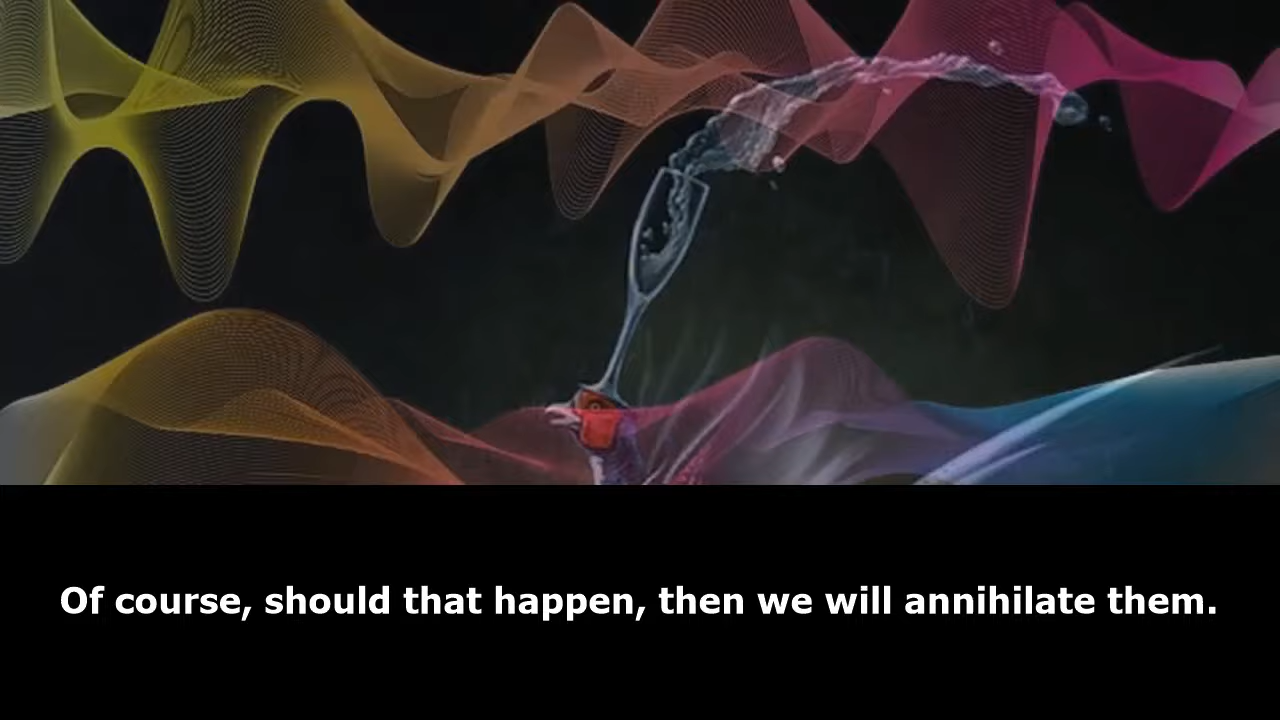 Of course, should that happen, then we will annihilate them.